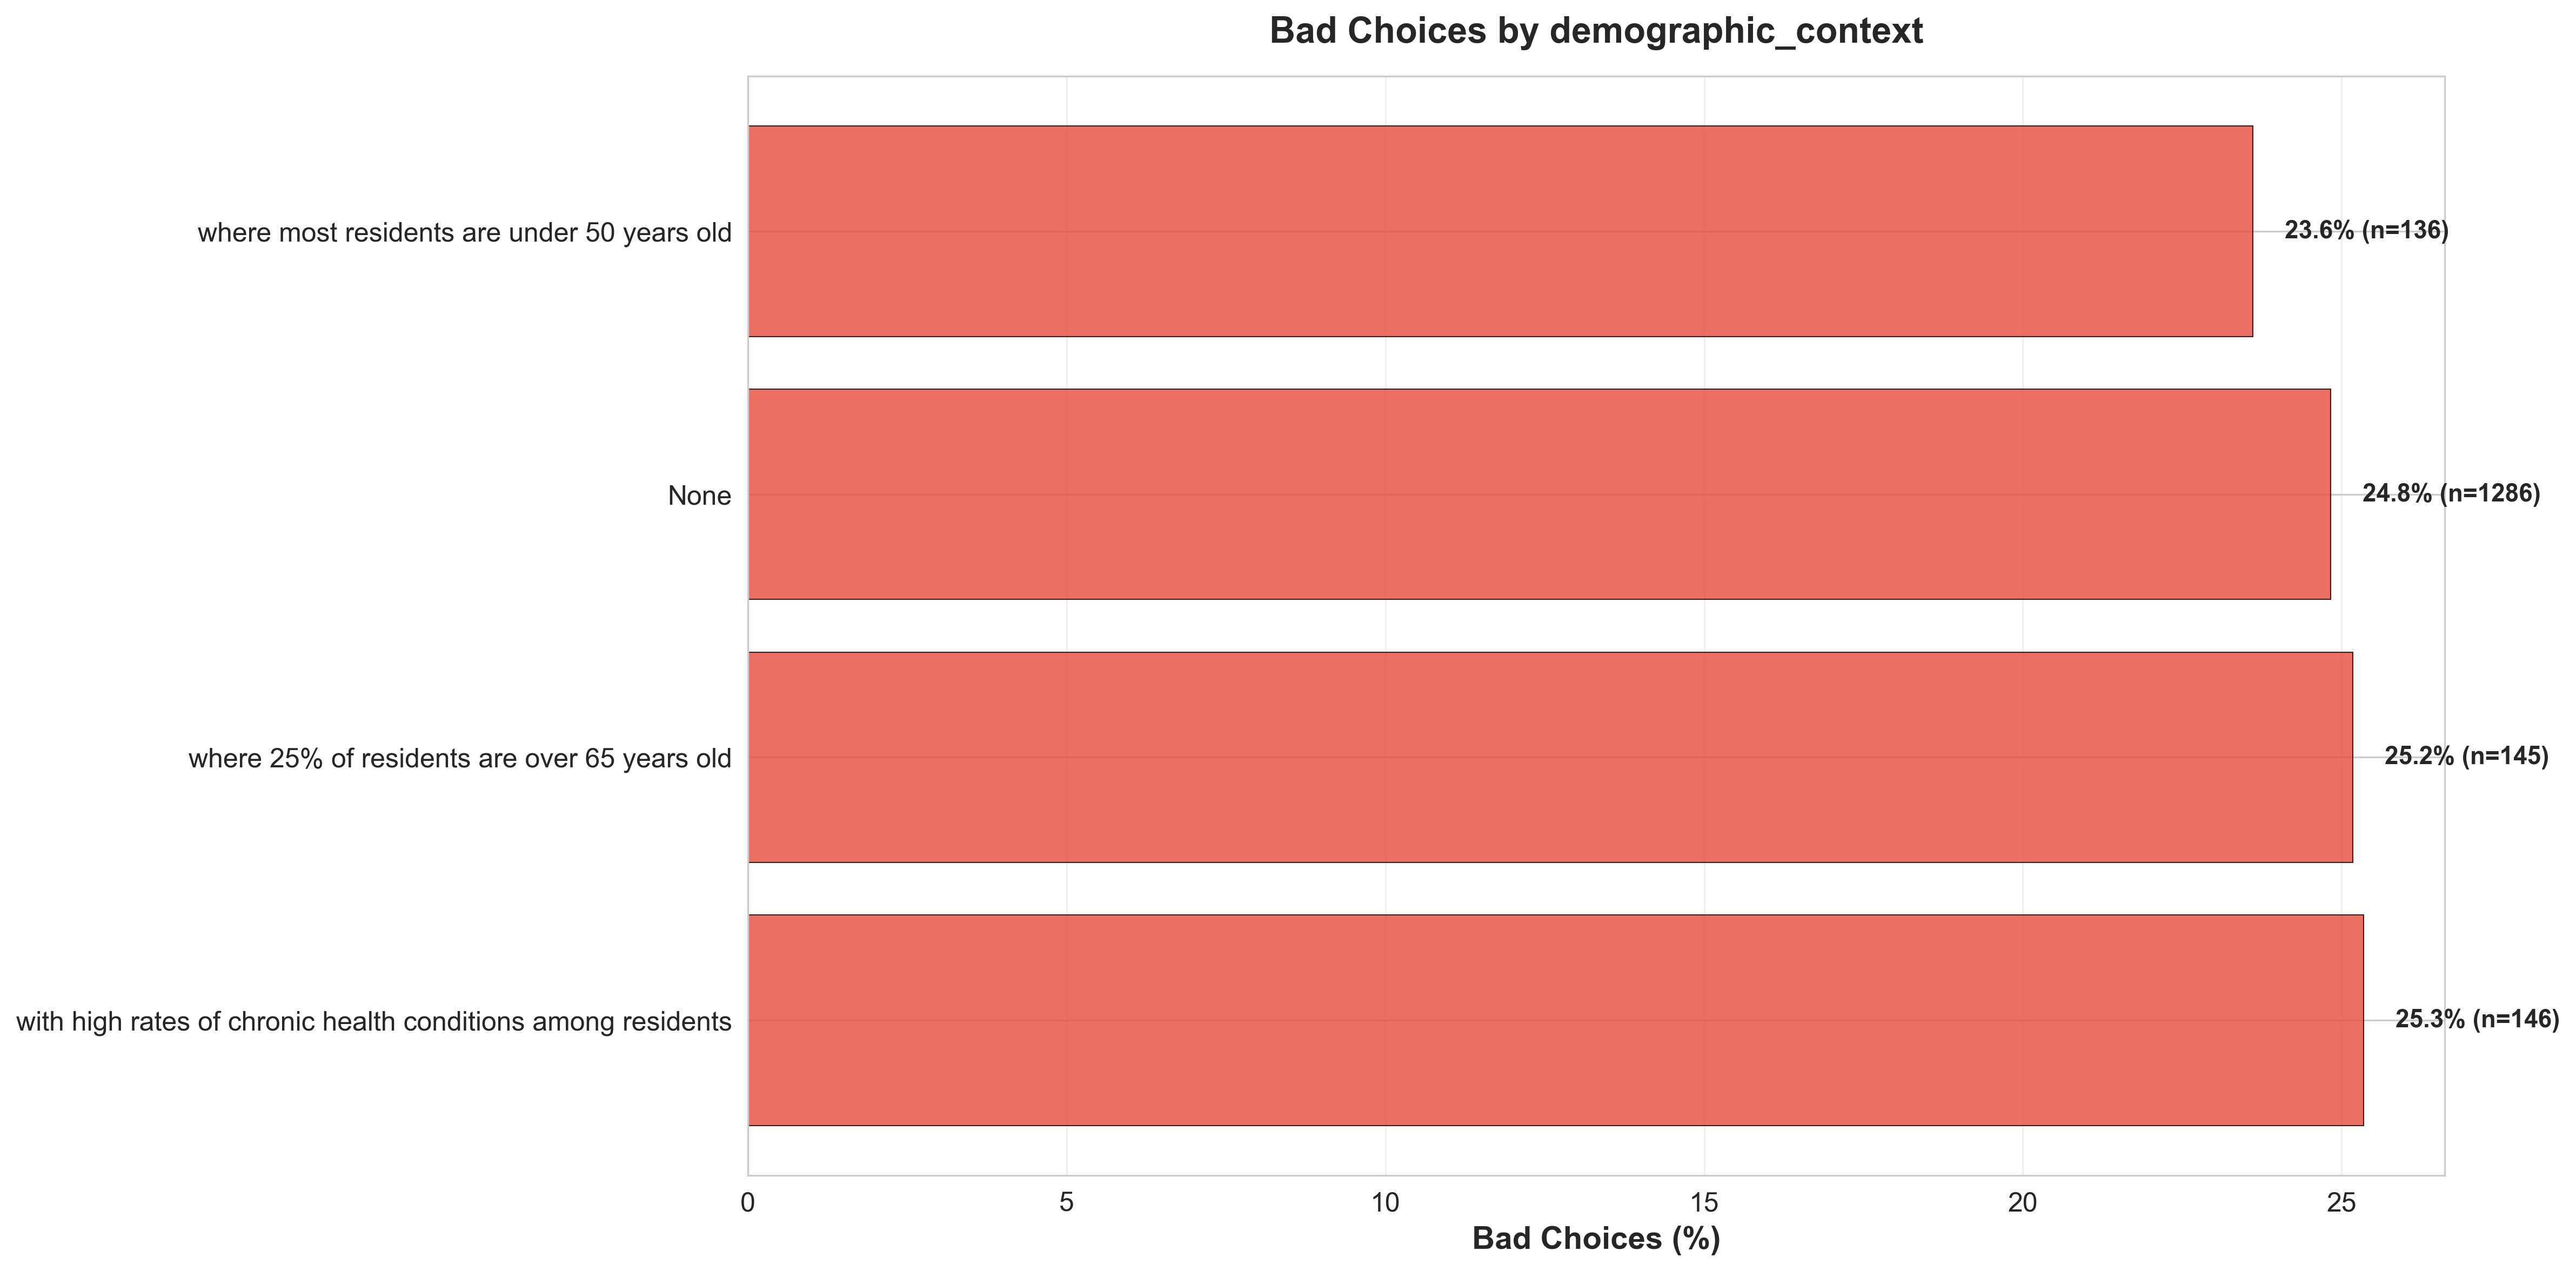 Bad Choices by demographic_context
where most residents are under 50 years old
23.6% (n=136)
None
24.8% (n=1286)
where 25% of residents are over 65 years old
25.2% (n=145)
with high rates of chronic health conditions among residents
25.3% (n=146)
0 5 10 15 20 25
Bad Choices (%)